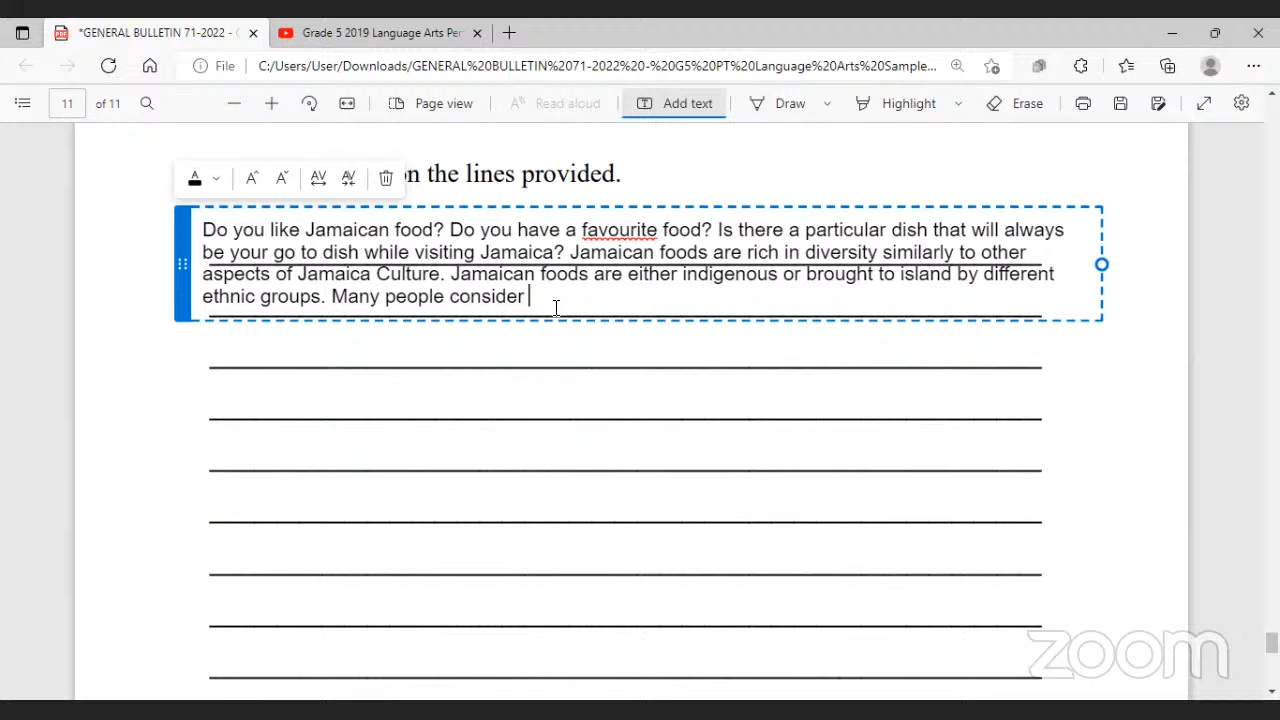 *GENERAL BULLETIN 71-2022 -
Grade 5 2019 Language Arts Per
File
C:/Users/User/Downloads/GENERAL%20BULLETIN%2071-2022%20-%20G5%20PT%20Language%20Arts%20Sample...
11 of 11
Page view
Read aloud
Add text
Draw
Highlight
Erase
on the lines provided.
Do you like Jamaican food? Do you have a favourite food? Is there a particular dish that will always
be your go to dish while visiting Jamaica? Jamaican foods are rich in diversity similarly to other
aspects of Jamaica Culture. Jamaican foods are either indigenous or brought to island by different
ethnic groups. Many people consider
zoom